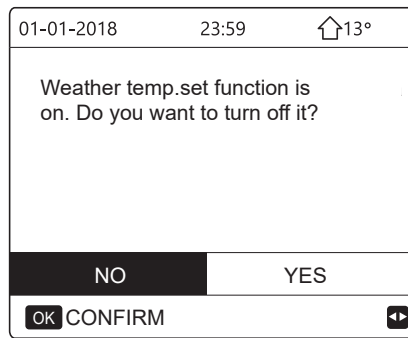 01-01-2018 23:59 13°
Weather temp.set function is
on. Do you want to turn off it?
NO YES
OK CONFIRM